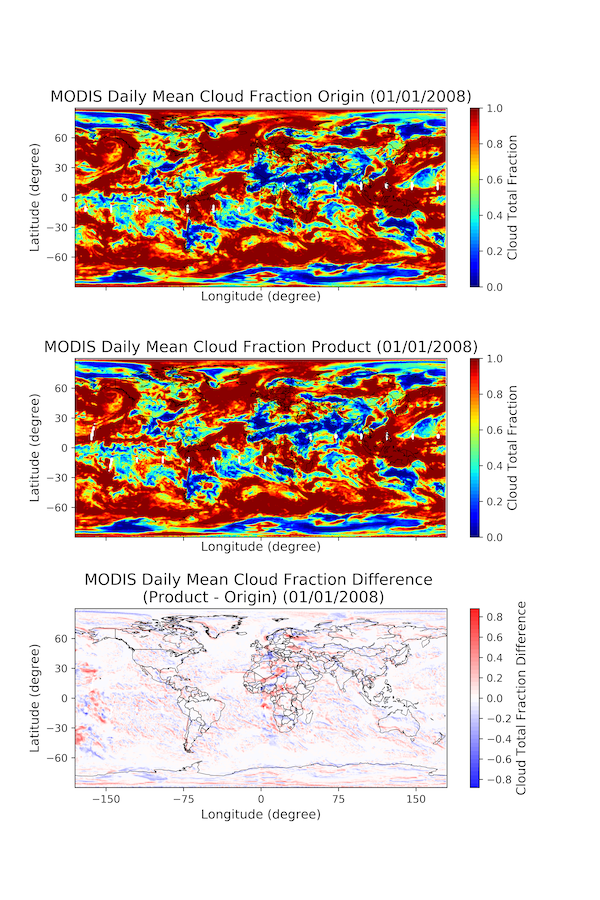 MODIS Daily Mean Cloud Fraction Origin (01/01/2008)
60
30
0
−30
−60
Latitude (degree)
Longitude (degree)
1.0
0.8
0.6
0.4
0.2
0.0
Cloud Total Fraction
MODIS Daily Mean Cloud Fraction Product (01/01/2008)
60
30
0
−30
−60
Latitude (degree)
Longitude (degree)
1.0
0.8
0.6
0.4
0.2
0.0
Cloud Total Fraction
MODIS Daily Mean Cloud Fraction Difference
(Product - Origin) (01/01/2008)
60
30
0
−30
−60
Latitude (degree)
−150 −75 0 75 150
Longitude (degree)
0.8
0.6
0.4
0.2
0.0
−0.2
−0.4
−0.6
−0.8
Cloud Total Fraction Difference